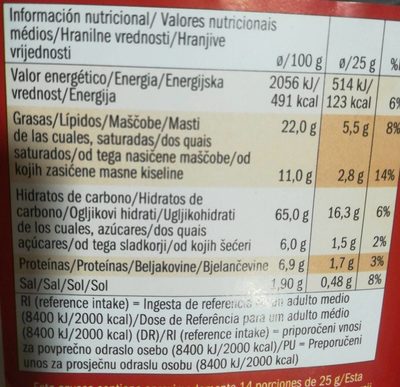 Información nutricional/ Valores nutricionais
médios/Hranilne vrednosti/Hranjive
vrijednosti
ø/100 g ø/25 g
Valor energético/Energia/Energijska 2056 kJ/ 514 kJ/
vrednost/Energija 491 kcal 123 kcal 6%
Grasas/Lípidos/Maščobe/Masti 22,0 g 5,5 g 8%
de las cuales, saturadas/dos quais
saturados/od tega nasičene maščobe/od
kojih zasićene masne kiseline 11,0 g 2,8 g 14%
Hidratos de carbono/Hidratos de
carbono/Ogljikovi hidrati/Ugljikohidrati 65,0 g 16,3 g 6%
de los cuales, azúcares/dos quais
açúcares/od tega sladkorji/od kojih šećeri 6,0 g 1,5 g 2%
Proteínas/Proteínas/Beljakovine/Bjelančevine 6,9 g 1,7 g 3%
Sal/Sal/Sol/Sol 1,90 g 0,48 g 8%
RI (reference intake) = Ingesta de referencia un adulto medio
(8400 kJ/2000 kcal)/Dose de Referência para um adulto médio
(8400 kJ/2000 kcal) (DR)/RI (reference intake) = priporočeni vnosi
za povprečno odraslo osebo (8400 kJ/2000 kcal)/PU = Preporučeni
unos za prosječnu odraslu osobu (8400 kJ/2000 kcal)
14 porciones de 25 g/Esta